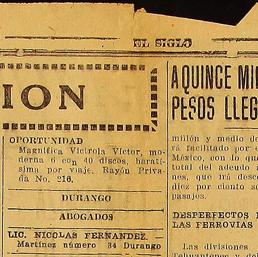 EL SIGLO
ION
OPORTUNIDAD
Magnífica Victrola Víctor, mo-
derna 6 con 40 discos, barati-
sima por viaje. Rayón Priva-
da No. 216.
DURANGO
ABOGADOS
LIC. NICOLAS FERNANDEZ.
Martínez número 34 Durango
AQUINCE MI
PESOS LLEG
millón y medio de
rá facilitado por e
México, con lo que
total del adeudo a
nes, que irá desc
diez por ciento s
pasajes.
DESPERFECTOS
LAS FERROVIAS
Las divisiones